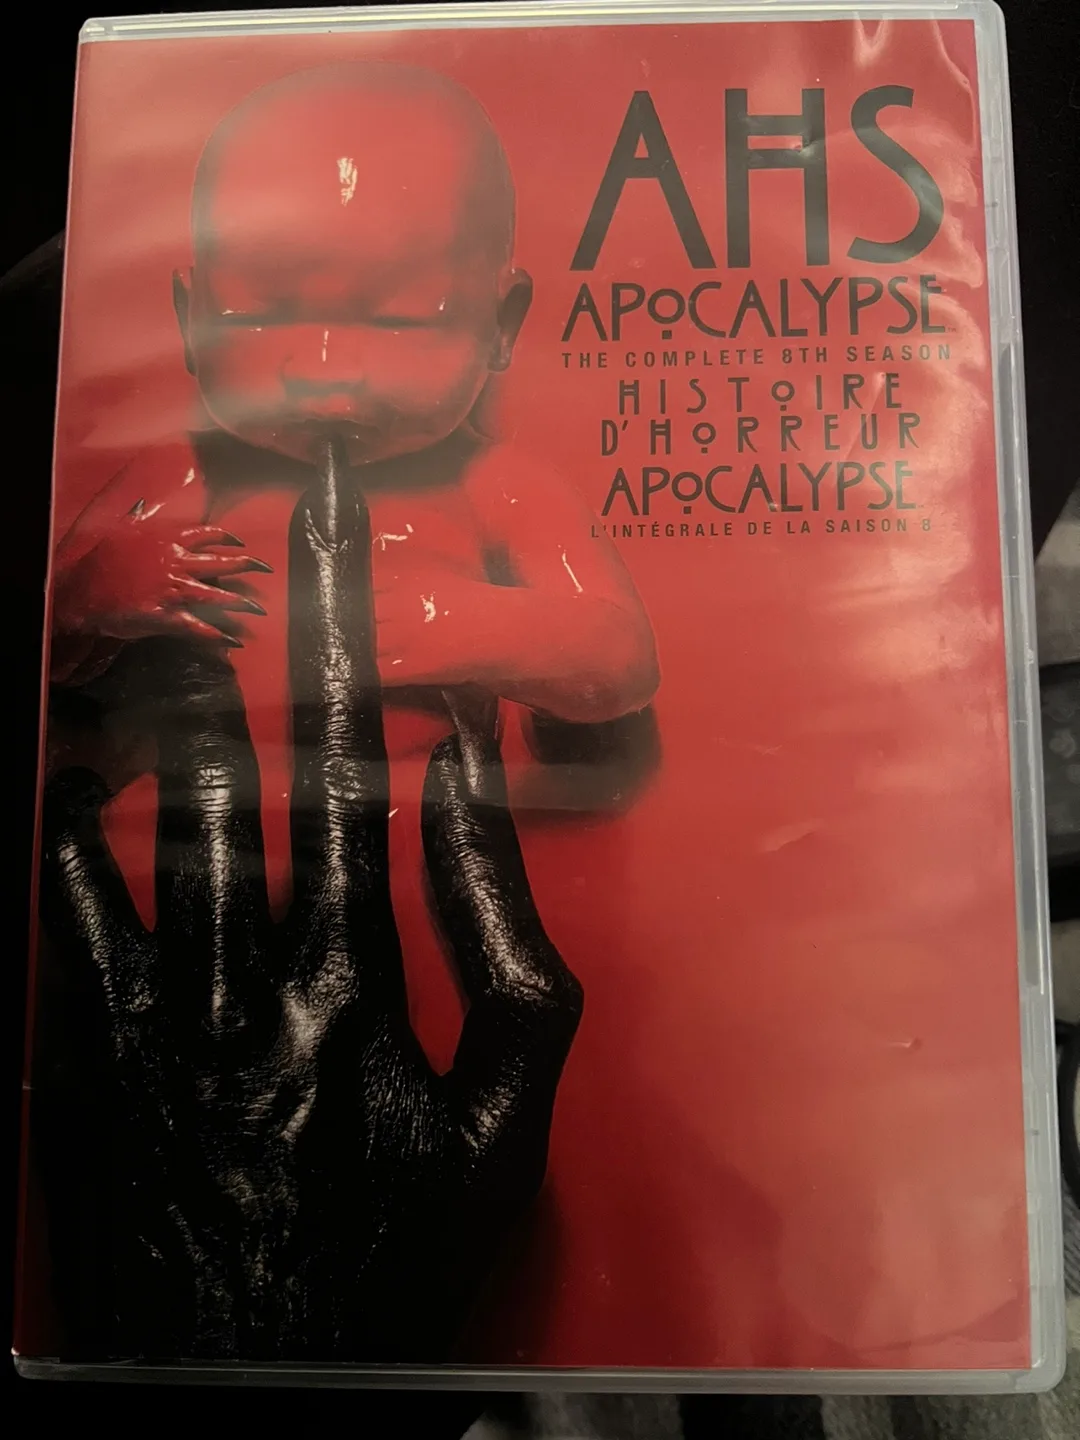 AHS
APOCALYPSE
THE COMPLETE 8TH SEASON
HISTOIRE
D'HORREUR
APOCALYPSE
L'INTÉGRALE DE LA SAISON 8